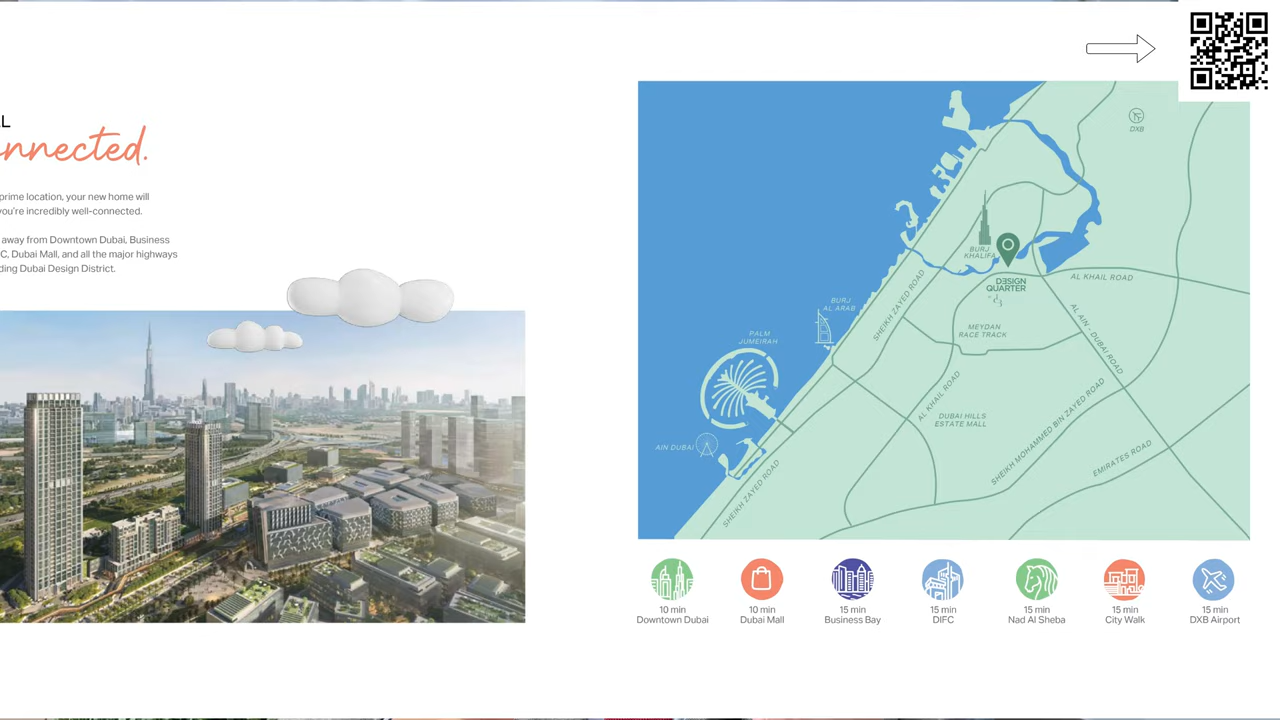 nnected.
prime location, your new home will
you're incredibly well-connected.
away from Downtown Dubai, Business
C, Dubai Mall, and all the major highways
ding Dubai Design District.
DXB
BURJ
KHALIFA
DESIGN
QUARTER
AL KHAIL ROAD
BURJ
AL ARAB
SHEIKH ZAYED ROAD
MEYDAN
RACE TRACK
AL AIN - DUBAI ROAD
PALM
JUMEIRAH
AL KHAIL ROAD
DUBAI HILLS
ESTATE MALL
SHEIKH MOHAMMED BIN ZAYED ROAD
AIN DUBAI
EMIRATES ROAD
SHEIKH ZAYED ROAD
10 min
Downtown Dubai
10 min
Dubai Mall
15 min
Business Bay
15 min
DIFC
15 min
Nad Al Sheba
15 min
City Walk
15 min
DXB Airport